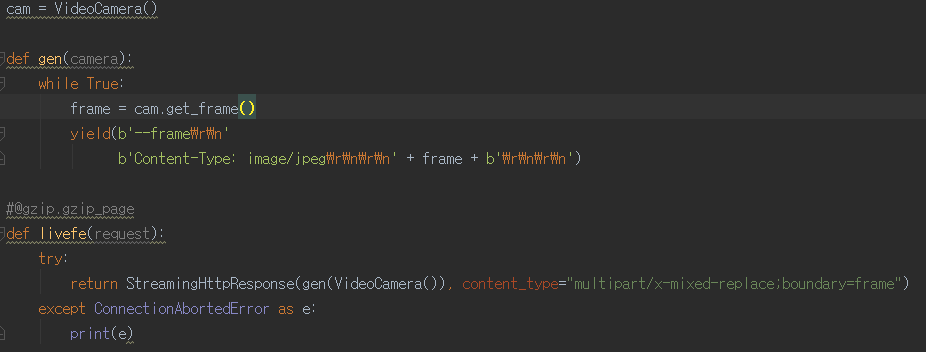 cam = VideoCamera()
def gen(camera):
while True:
frame = cam.get_frame()
yield(b'--frame₩r₩n'
b'Content-Type: image/jpeg₩r₩n₩r₩n' + frame + b'₩r₩n₩r₩n')
#@gzip.gzip_page
def livefe(request):
try:
return StreamingHttpResponse(gen(VideoCamera()), content_type="multipart/x-mixed-replace;boundary=frame")
except ConnectionAbortedError as e:
print(e)